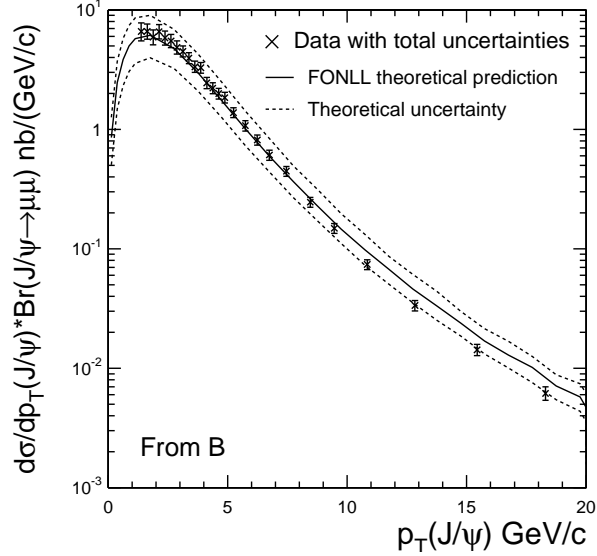 10
1
10⁻¹
10⁻²
10⁻³
dσ/dp_T(J/ψ)*Br(J/ψ→μμ) nb/(GeV/c)
Data with total uncertainties
FONLL theoretical prediction
Theoretical uncertainty
From B
0 5 10 15 20
p_T(J/ψ) GeV/c